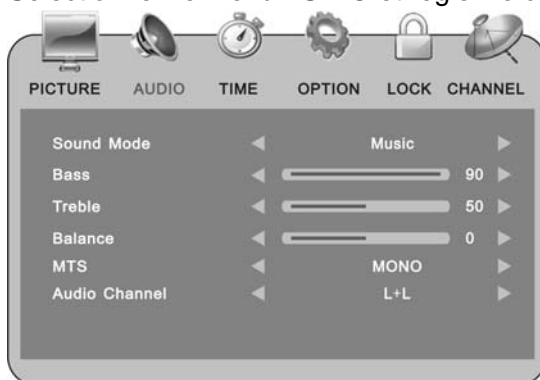 PICTURE AUDIO TIME OPTION LOCK CHANNEL
Sound Mode Music
Bass 90
Treble 50
Balance 0
MTS MONO
Audio Channel L+L